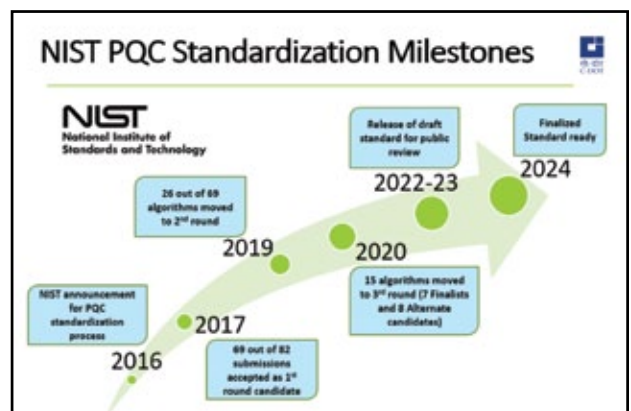 NIST PQC Standardization Milestones
NIST
National Institute of
Standards and Technology
Release of draft
standard for public
review
Finalized
Standard ready
2024
2022-23
26 out of 69
algorithms moved
to 2nd round
2019
2020
NIST announcement
for PQC
standardization
process
15 algorithms moved
to 3rd round (7 Finalists
and 8 Alternate
candidates)
2017
2016
69 out of 82
submissions
accepted as 1st
round candidate